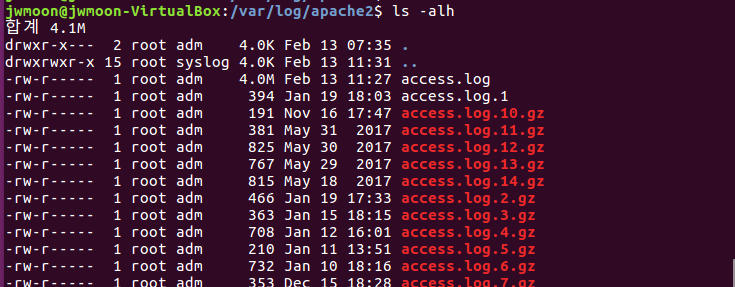 jwmoon@jwmoon-VirtualBox:/var/log/apache2$ ls -alh
합계 4.1M
drwxr-x---  2 root adm    4.0K Feb 13 07:35 .
drwxrwxr-x 15 root syslog 4.0K Feb 13 11:31 ..
-rw-r-----  1 root adm    4.0M Feb 13 11:27 access.log
-rw-r-----  1 root adm     394 Jan 19 18:03 access.log.1
-rw-r-----  1 root adm     191 Nov 16 17:47 access.log.10.gz
-rw-r-----  1 root adm     381 May 31  2017 access.log.11.gz
-rw-r-----  1 root adm     825 May 30  2017 access.log.12.gz
-rw-r-----  1 root adm     767 May 29  2017 access.log.13.gz
-rw-r-----  1 root adm     815 May 18  2017 access.log.14.gz
-rw-r-----  1 root adm     466 Jan 19 17:33 access.log.2.gz
-rw-r-----  1 root adm     363 Jan 15 18:15 access.log.3.gz
-rw-r-----  1 root adm     708 Jan 12 16:01 access.log.4.gz
-rw-r-----  1 root adm     210 Jan 11 13:51 access.log.5.gz
-rw-r-----  1 root adm     732 Jan 10 18:16 access.log.6.gz
-rw-r-----  1 root adm     353 Dec 15 18:28 access.log.7.gz